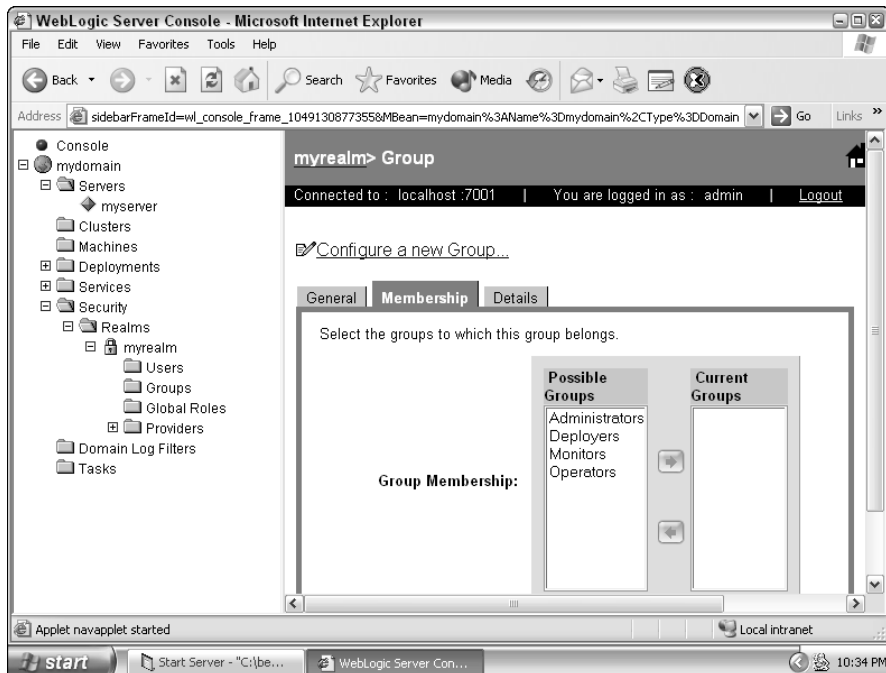 WebLogic Server Console - Microsoft Internet Explorer
File Edit View Favorites Tools Help
Back Search Favorites Media
Address sidebarFrameId=wl_console_frame_1049130877355&MBean=mydomain%3AName%3Dmydomain%2CType%3DDomain Go Links »
Console
mydomain
Servers
myserver
Clusters
Machines
Deployments
Services
Security
Realms
myrealm
Users
Groups
Global Roles
Providers
Domain Log Filters
Tasks
myrealm> Group
Connected to : localhost :7001 | You are logged in as : admin | Logout
Configure a new Group...
General Membership Details
Select the groups to which this group belongs.
Possible Groups
Current Groups
Administrators
Deployers
Monitors
Operators
Group Membership:
Applet navapplet started
Local intranet
start
Start Server - "C:\be...
WebLogic Server Con...
10:34 PM